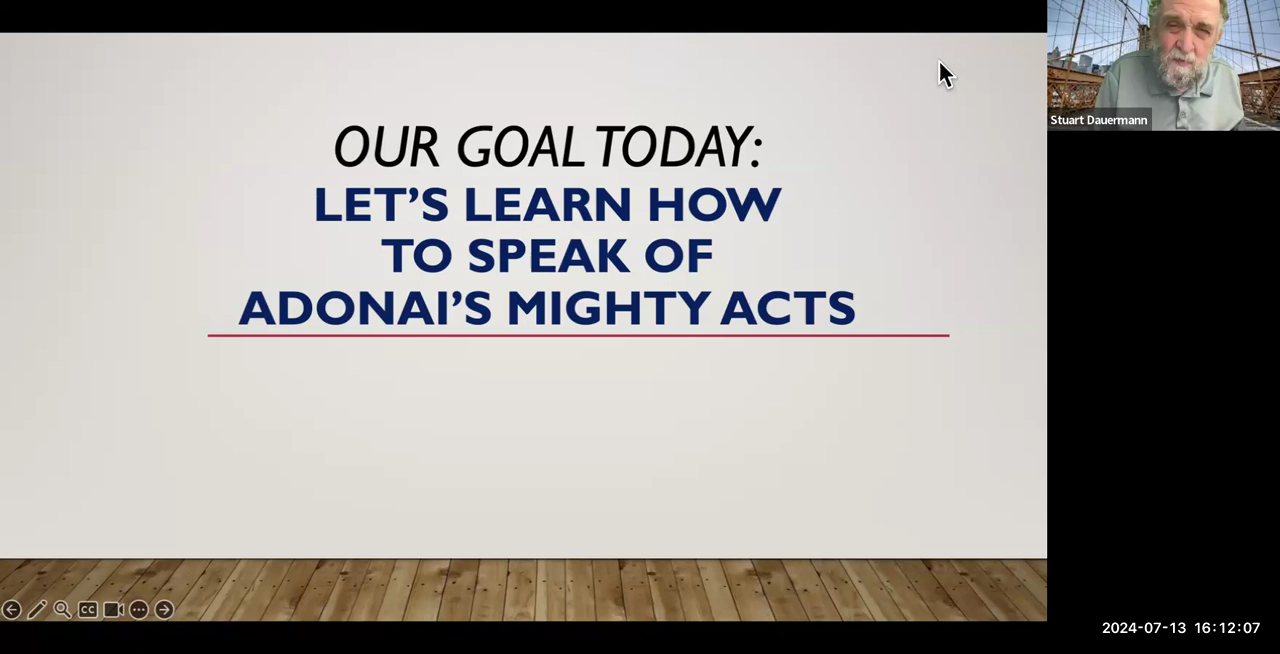 OUR GOAL TODAY:
LET’S LEARN HOW
TO SPEAK OF
ADONAI’S MIGHTY ACTS
Stuart Dauermann
CC
2024-07-13 16:12:07